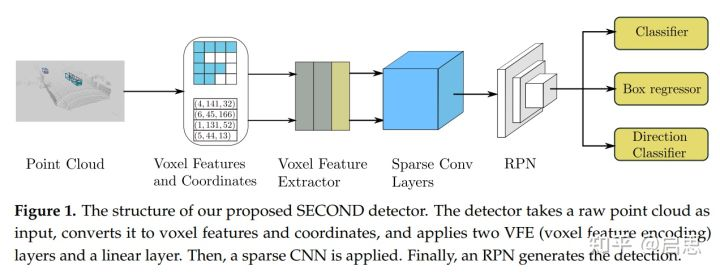 Classifier
(4, 141, 32)
(6, 45, 166)
(1, 131, 52)
(5, 44, 13)
Box regressor
Point Cloud
Voxel Features
and Coordinates
Voxel Feature
Extractor
Sparse Conv
Layers
RPN
Direction
Classifier
Figure 1. The structure of our proposed SECOND detector. The detector takes a raw point cloud as
input, converts it to voxel features and coordinates, and applies two VFE (voxel feature encoding)
layers and a linear layer. Then, a sparse CNN is applied. Finally, an RPN generates the detection.
知乎 @启思